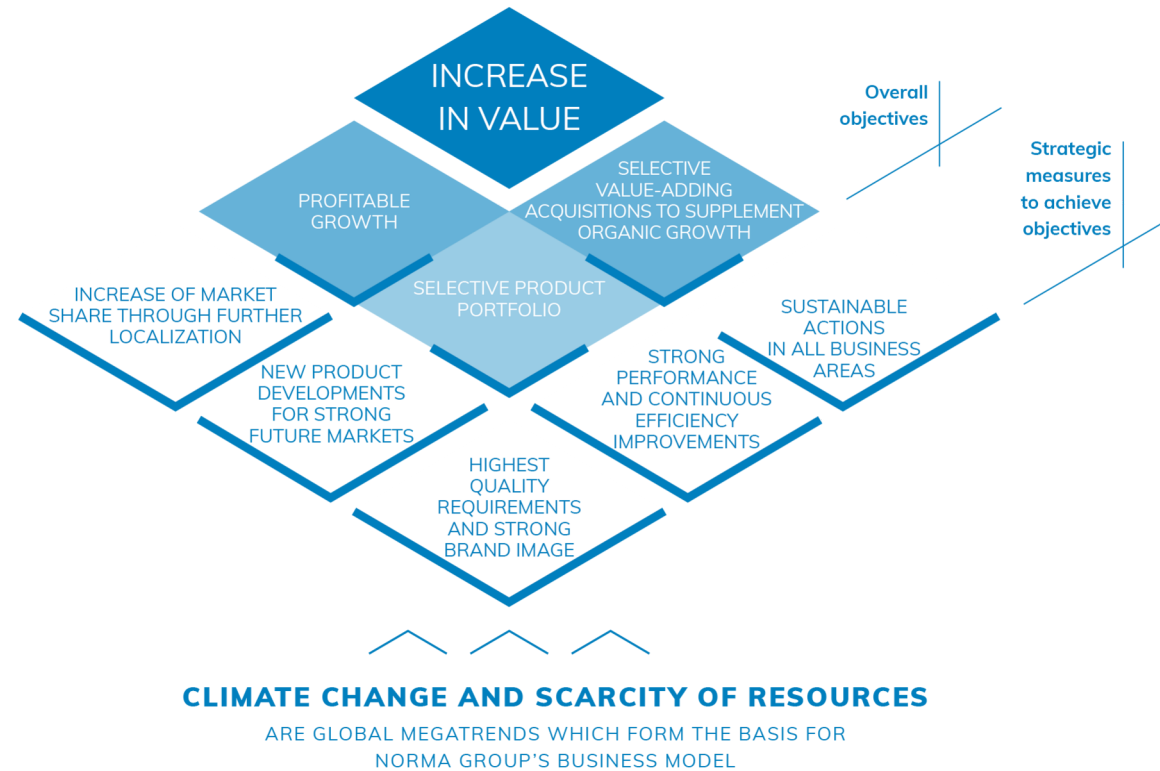 INCREASE
IN VALUE
Overall
objectives
Strategic
measures
to achieve
objectives
PROFITABLE
GROWTH
SELECTIVE
VALUE-ADDING
ACQUISITIONS TO SUPPLEMENT
ORGANIC GROWTH
SELECTIVE PRODUCT
PORTFOLIO
INCREASE OF MARKET
SHARE THROUGH FURTHER
LOCALIZATION
NEW PRODUCT
DEVELOPMENTS
FOR STRONG
FUTURE MARKETS
HIGHEST
QUALITY
REQUIREMENTS
AND STRONG
BRAND IMAGE
STRONG
PERFORMANCE
AND CONTINUOUS
EFFICIENCY
IMPROVEMENTS
SUSTAINABLE
ACTIONS
IN ALL BUSINESS
AREAS
CLIMATE CHANGE AND SCARCITY OF RESOURCES
ARE GLOBAL MEGATRENDS WHICH FORM THE BASIS FOR
NORMA GROUP’S BUSINESS MODEL